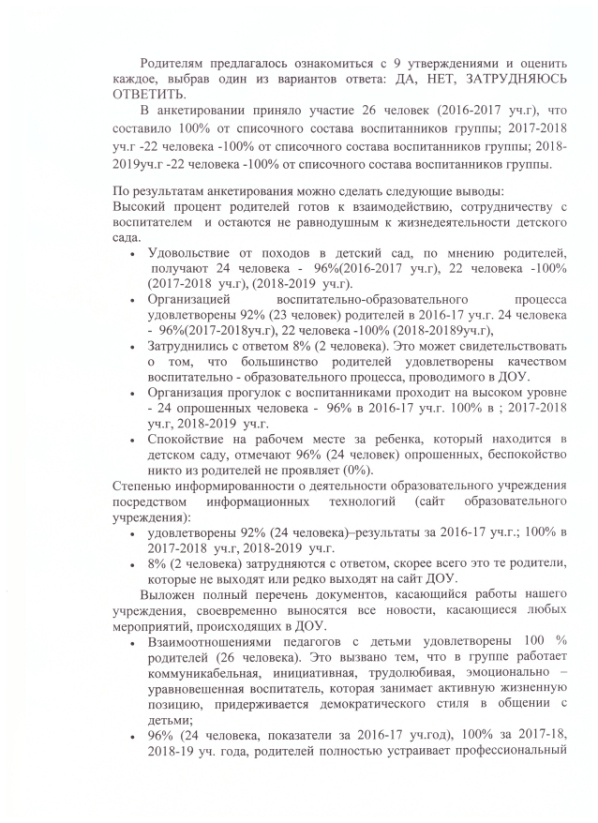 Родителям предлагалось ознакомиться с 9 утверждениями и оценить
каждое, выбрав один из вариантов ответа: ДА, НЕТ, ЗАТРУДНЯЮСЬ
ОТВЕТИТЬ.
В анкетировании приняло участие 26 человек (2016-2017 уч.г), что
составило 100% от списочного состава воспитанников группы; 2017-2018
уч.г -22 человека -100% от списочного состава воспитанников группы; 2018-
2019уч.г -22 человека -100% от списочного состава воспитанников группы.
По результатам анкетирования можно сделать следующие выводы:
Высокий процент родителей готов к взаимодействию, сотрудничеству с
воспитателем и остаются не равнодушным к жизнедеятельности детского
сада.
• Удовольствие от походов в детский сад, по мнению родителей,
получают 24 человека - 96%(2016-2017 уч.г), 22 человека -100%
(2017-2018 уч.г), (2018-2019 уч.г).
• Организацией воспитательно-образовательного процесса
удовлетворены 92% (23 человек) родителей в 2016-17 уч.г. 24 человека
- 96%(2017-2018уч.г), 22 человека -100% (2018-20189уч.г),
• Затруднились с ответом 8% (2 человека). Это может свидетельствовать
о том, что большинство родителей удовлетворены качеством
воспитательно - образовательного процесса, проводимого в ДОУ.
• Организация прогулок с воспитанниками проходит на высоком уровне
- 24 опрошенных человека - 96% в 2016-17 уч.г. 100% в ; 2017-2018
уч.г, 2018-2019 уч.г.
• Спокойствие на рабочем месте за ребенка, который находится в
детском саду, отмечают 96% (24 человек) опрошенных, беспокойство
никто из родителей не проявляет (0%).
Степенью информированности о деятельности образовательного учреждения
посредством информационных технологий (сайт образовательного
учреждения):
• удовлетворены 92% (24 человека)–результаты за 2016-17 уч.г.; 100% в
2017-2018 уч.г, 2018-2019 уч.г.
• 8% (2 человека) затрудняются с ответом, скорее всего это те родители,
которые не выходят или редко выходят на сайт ДОУ.
Выложен полный перечень документов, касающийся работы нашего
учреждения, своевременно выносятся все новости, касающиеся любых
мероприятий, происходящих в ДОУ.
• Взаимоотношениями педагогов с детьми удовлетворены 100 %
родителей (26 человека). Это вызвано тем, что в группе работает
коммуникабельная, инициативная, трудолюбивая, эмоционально –
уравновешенная воспитатель, которая занимает активную жизненную
позицию, придерживается демократического стиля в общении с
детьми;
• 96% (24 человека, показатели за 2016-17 уч.год), 100% за 2017-18,
2018-19 уч. года, родителей полностью устраивает профессиональный